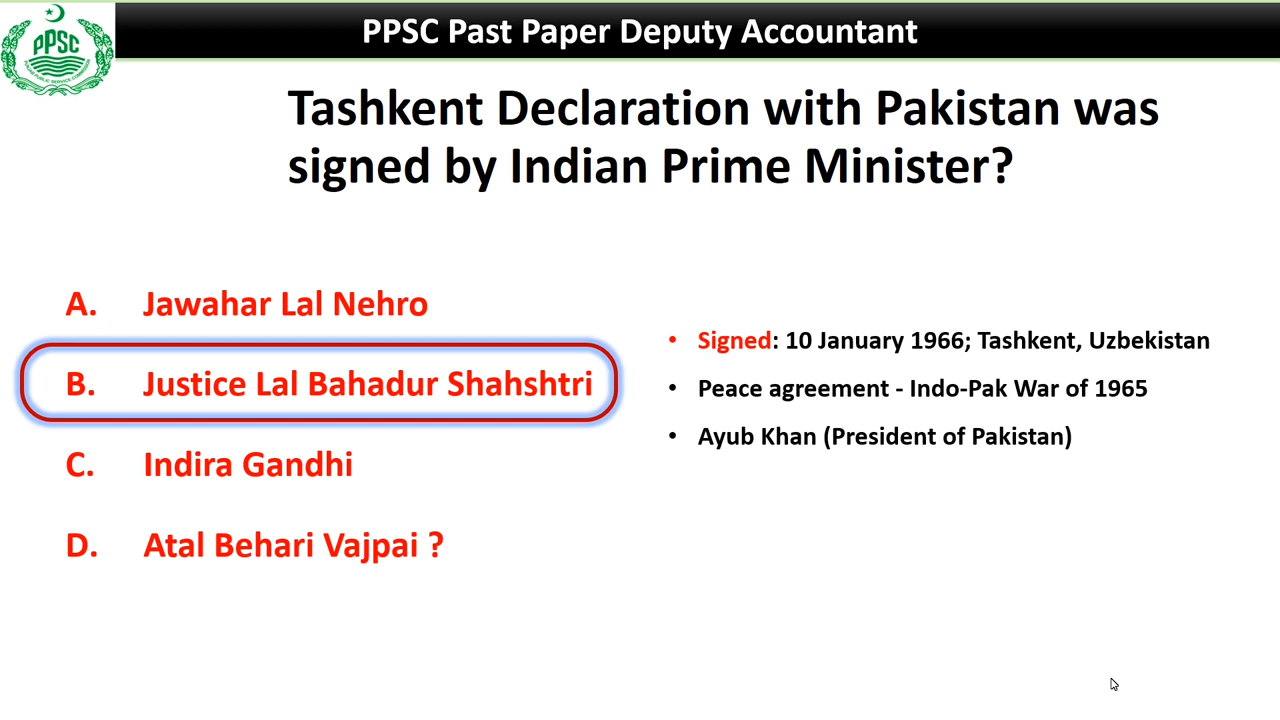 PPSC
PPSC Past Paper Deputy Accountant
Tashkent Declaration with Pakistan was
signed by Indian Prime Minister?
A. Jawahar Lal Nehro
B. Justice Lal Bahadur Shahshtri
C. Indira Gandhi
D. Atal Behari Vajpai ?
• Signed: 10 January 1966; Tashkent, Uzbekistan
• Peace agreement - Indo-Pak War of 1965
• Ayub Khan (President of Pakistan)